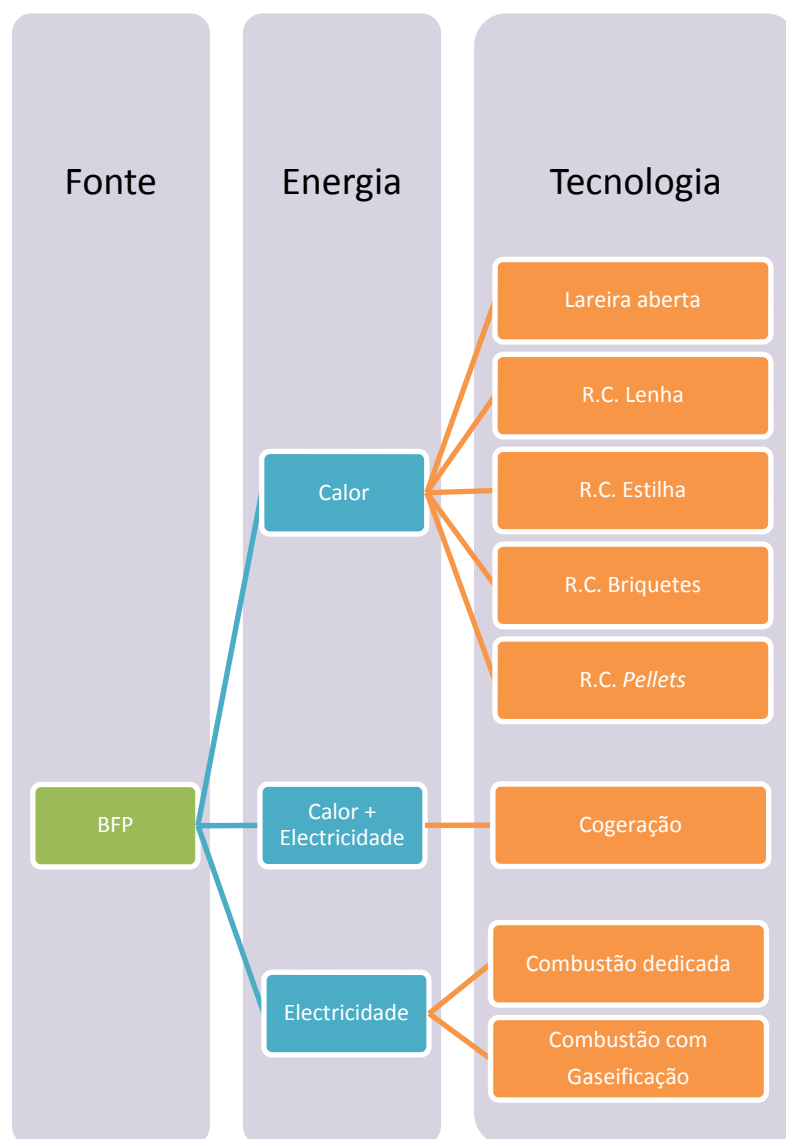 Fonte
Energia
Tecnologia
Lareira aberta
R.C. Lenha
Calor
R.C. Estilha
R.C. Briquetes
R.C. Pellets
BFP
Calor +
Electricidade
Cogeração
Combustão dedicada
Electricidade
Combustão com
Gaseificação